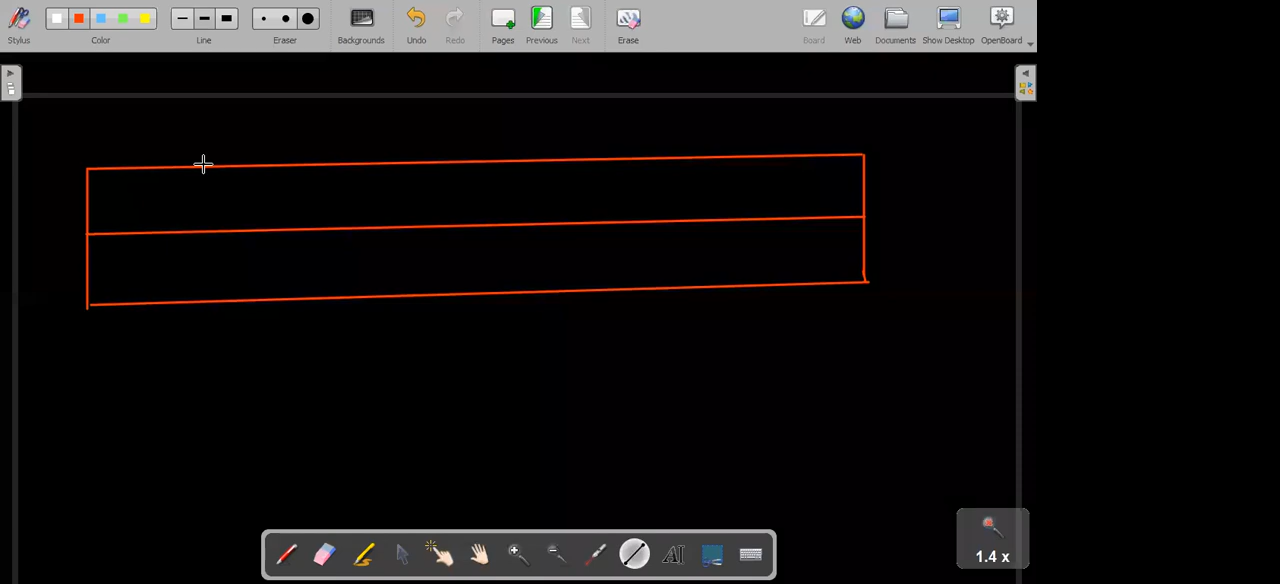 Stylus Color Line Eraser Backgrounds Undo Redo Pages Previous Next Erase Board Web Documents Show Desktop OpenBoard
AI
1.4 x